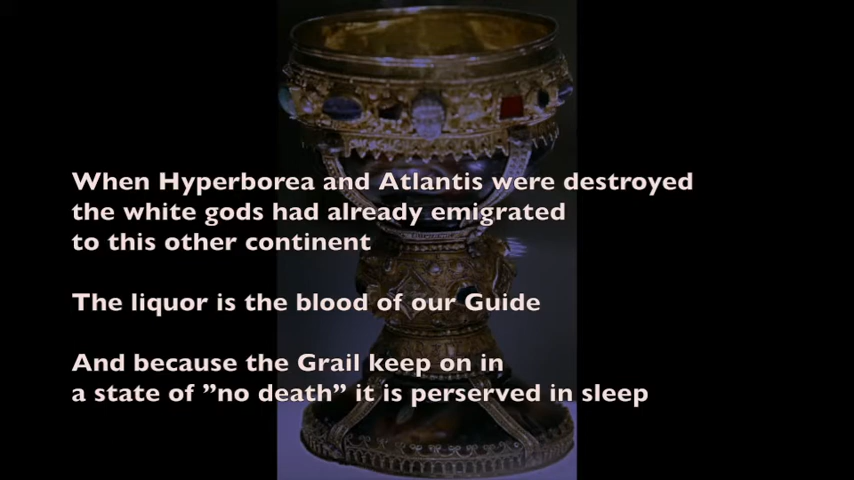 When Hyperborea and Atlantis were destroyed
the white gods had already emigrated
to this other continent
The liquor is the blood of our Guide
And because the Grail keep on in
a state of ”no death” it is perserved in sleep